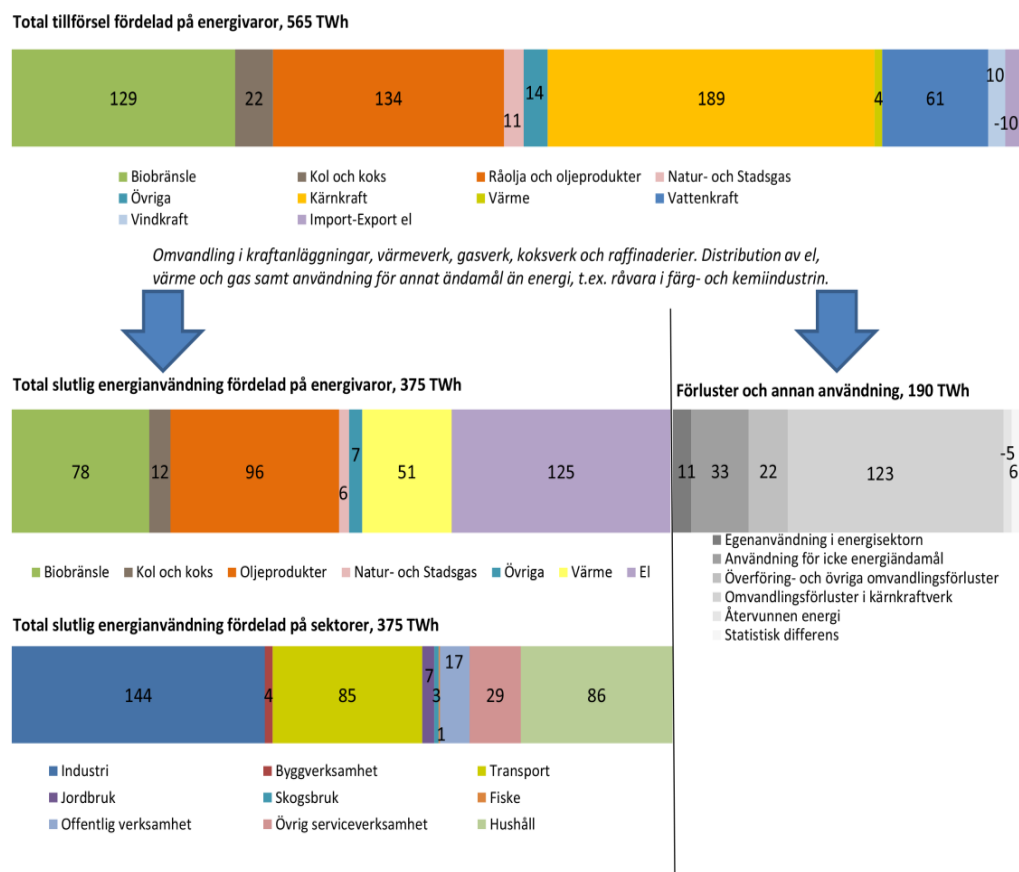 Total tillförsel fördelad på energivaror, 565 TWh
129 22 134 11 14 189 4 61 10 -10
Biobränsle Kol och koks Råolja och oljeprodukter Natur- och Stadsgas
Övriga Kärnkraft Värme Vattenkraft
Vindkraft Import-Export el
Omvandling i kraftanläggningar, värmeverk, gasverk, koksverk och raffinaderier. Distribution av el,
värme och gas samt användning för annat ändamål än energi, t.ex. råvara i färg- och kemiindustrin.
Total slutlig energianvändning fördelad på energivaror, 375 TWh
78 12 96 6 7 51 125
Biobränsle Kol och koks Oljeprodukter Natur- och Stadsgas Övriga Värme El
Förluster och annan användning, 190 TWh
11 33 22 123 -5 6
Egenanvändning i energisektorn
Användning för icke energiändamål
Överföring- och övriga omvandlingsförluster
Omvandlingsförluster i kärnkraftverk
Återvunnen energi
Statistisk differens
Total slutlig energianvändning fördelad på sektorer, 375 TWh
144 4 85 7 3 1 17 29 86
Industri Byggverksamhet Transport
Jordbruk Skogsbruk Fiske
Offentlig verksamhet Övrig serviceverksamhet Hushåll